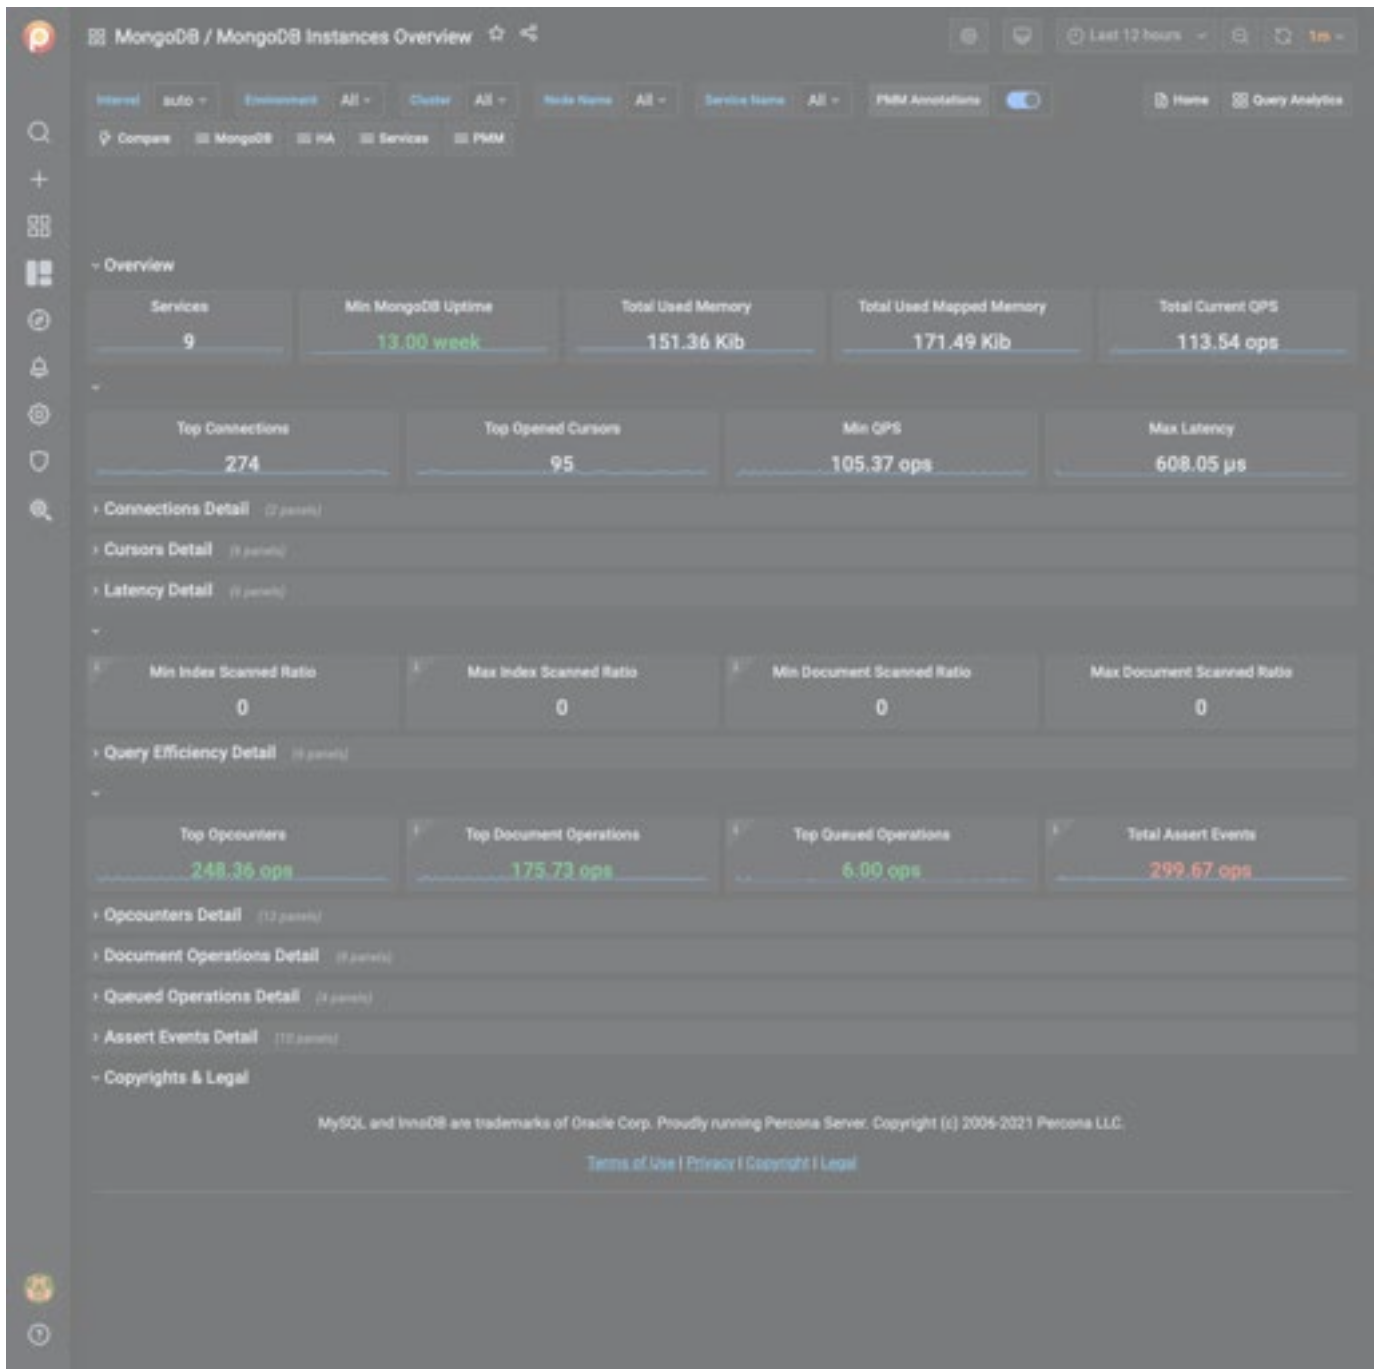 MongoDB / MongoDB Instances Overview
Last 12 hours
1m
Interval auto Environment All Cluster All Node Name All Service Name All PMM Annotations
Home Query Analytics
Compare MongoDB HA Services PMM
Overview
Services Min MongoDB Uptime Total Used Memory Total Used Mapped Memory Total Current QPS
9 13.00 week 151.36 Kib 171.49 Kib 113.54 ops
Top Connections Top Opened Cursors Min QPS Max Latency
274 95 105.37 ops 608.05 µs
Connections Detail (2 panels)
Cursors Detail
Latency Detail
Min Index Scanned Ratio Max Index Scanned Ratio Min Document Scanned Ratio Max Document Scanned Ratio
0 0 0 0
Query Efficiency Detail
Top Opcounters Top Document Operations Top Queued Operations Total Assert Events
248.36 ops 175.73 ops 6.00 ops 299.67 ops
Opcounters Detail
Document Operations Detail
Queued Operations Detail
Assert Events Detail
Copyrights & Legal
MySQL and InnoDB are trademarks of Oracle Corp. Proudly running Percona Server. Copyright (c) 2006-2021 Percona LLC.
Terms of Use | Privacy | Copyright | Legal